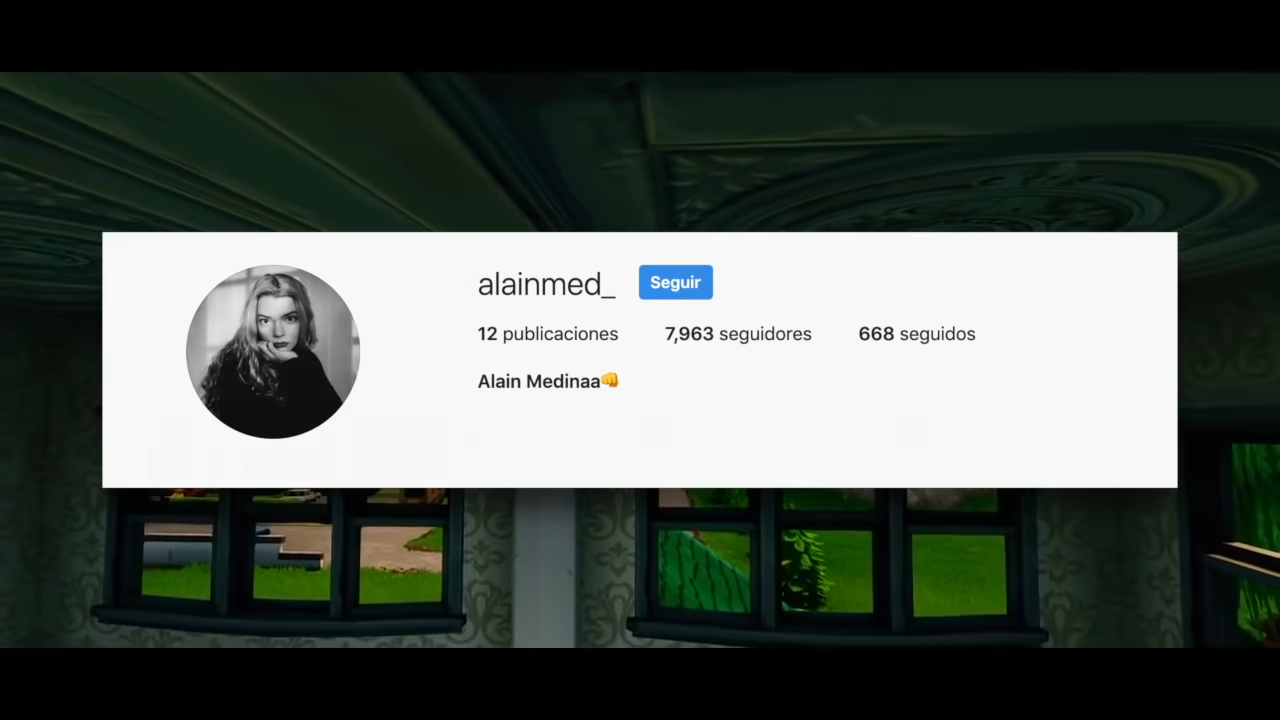 alainmed_ Seguir
12 publicaciones 7,963 seguidores 668 seguidos
Alain Medinaa👊